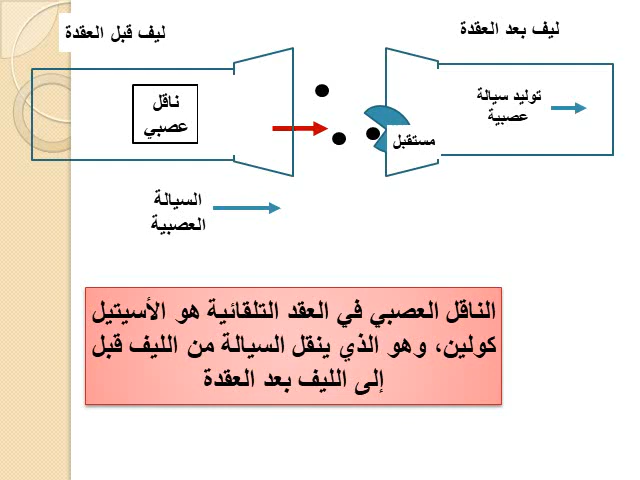 ليف بعد العقدة
ليف قبل العقدة
توليد سيالة
عصبية
ناقل
عصبي
مستقبل
السيالة
العصبية
الناقل العصبي في العقد التلقائية هو الأسيتيل
كولين، وهو الذي ينقل السيالة من الليف قبل
إلى الليف بعد العقدة